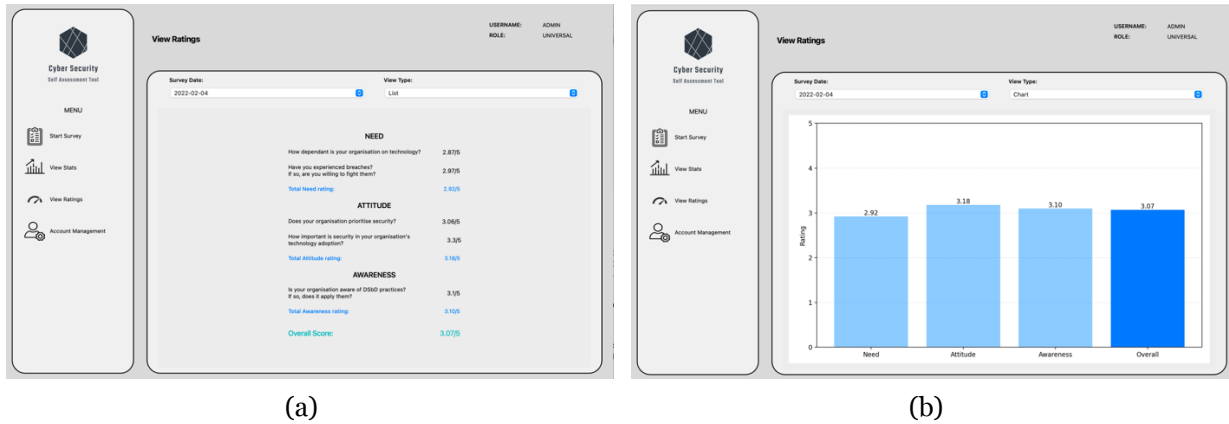 View Ratings
USERNAME: ADMIN
ROLE: UNIVERSAL
Cyber Security
Self Assessment Tool
MENU
Start Survey
View Stats
View Ratings
Account Management
Survey Date:
View Type:
2022-02-04
List
NEED
How dependant is your organisation on technology? 2.87/5
Have you experienced breaches?
If so, are you willing to fight them? 2.97/5
Total Need rating: 2.92/5
ATTITUDE
Does your organisation prioritise security? 3.06/5
How important is security in your organisation's
technology adoption? 3.3/5
Total Attitude rating: 3.18/5
AWARENESS
Is your organisation aware of DSbD practices?
If so, does it apply them? 3.1/5
Total Awareness rating: 3.10/5
Overall Score: 3.07/5
(a)
View Ratings
USERNAME: ADMIN
ROLE: UNIVERSAL
Cyber Security
Self Assessment Tool
MENU
Start Survey
View Stats
View Ratings
Account Management
Survey Date:
View Type:
2022-02-04
Chart
5
4
3
2
1
0
Rating
2.92
3.18
3.10
3.07
Need
Attitude
Awareness
Overall
(b)